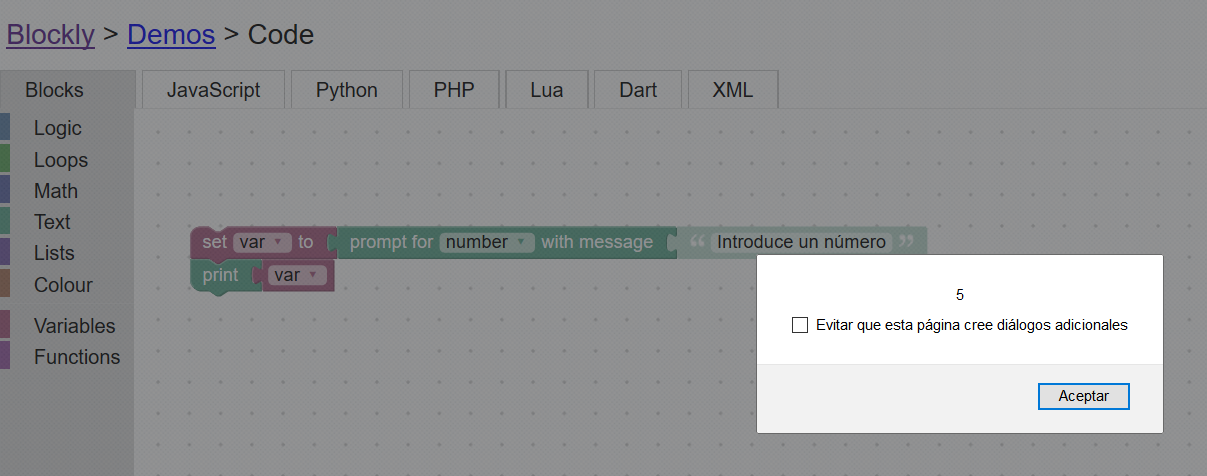 Blockly > Demos > Code
Blocks JavaScript Python PHP Lua Dart XML
Logic
Loops
Math
Text
Lists
Colour
Variables
Functions
set var to prompt for number with message “ Introduce un número ”
print var
5
Evitar que esta página cree diálogos adicionales
Aceptar